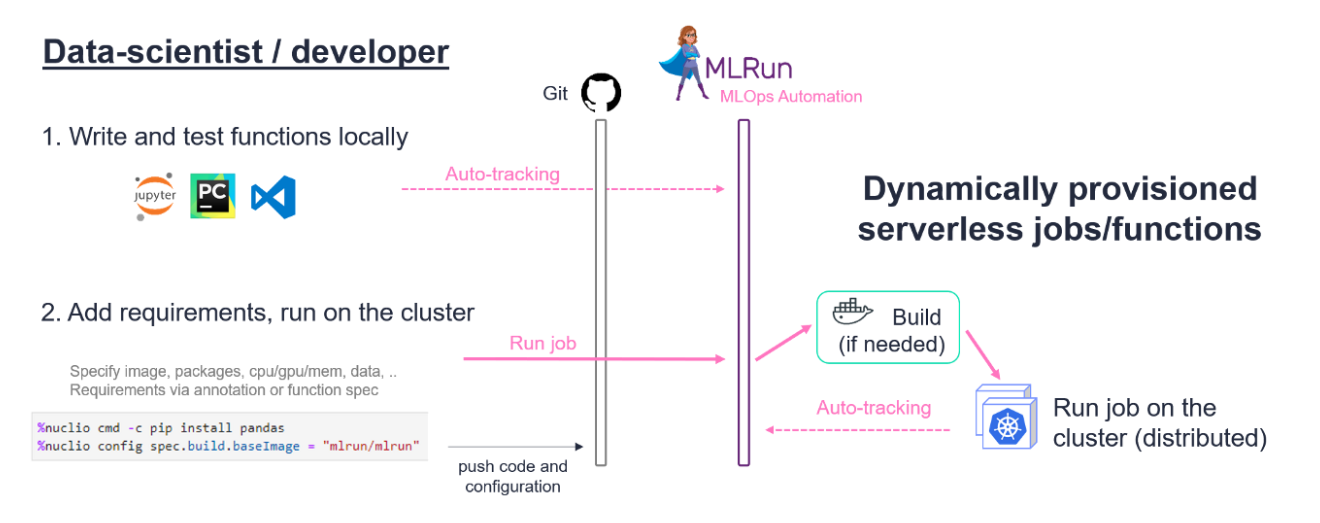 Data-scientist / developer
Git
MLRun
MLOps Automation
1. Write and test functions locally
jupyter
PC
Auto-tracking
Dynamically provisioned
serverless jobs/functions
2. Add requirements, run on the cluster
Run job
Build
(if needed)
Specify image, packages, cpu/gpu/mem, data, ..
Requirements via annotation or function spec
%nuclio cmd -c pip install pandas
%nuclio config spec.build.baseImage = "mlrun/mlrun"
push code and
configuration
Auto-tracking
Run job on the
cluster (distributed)